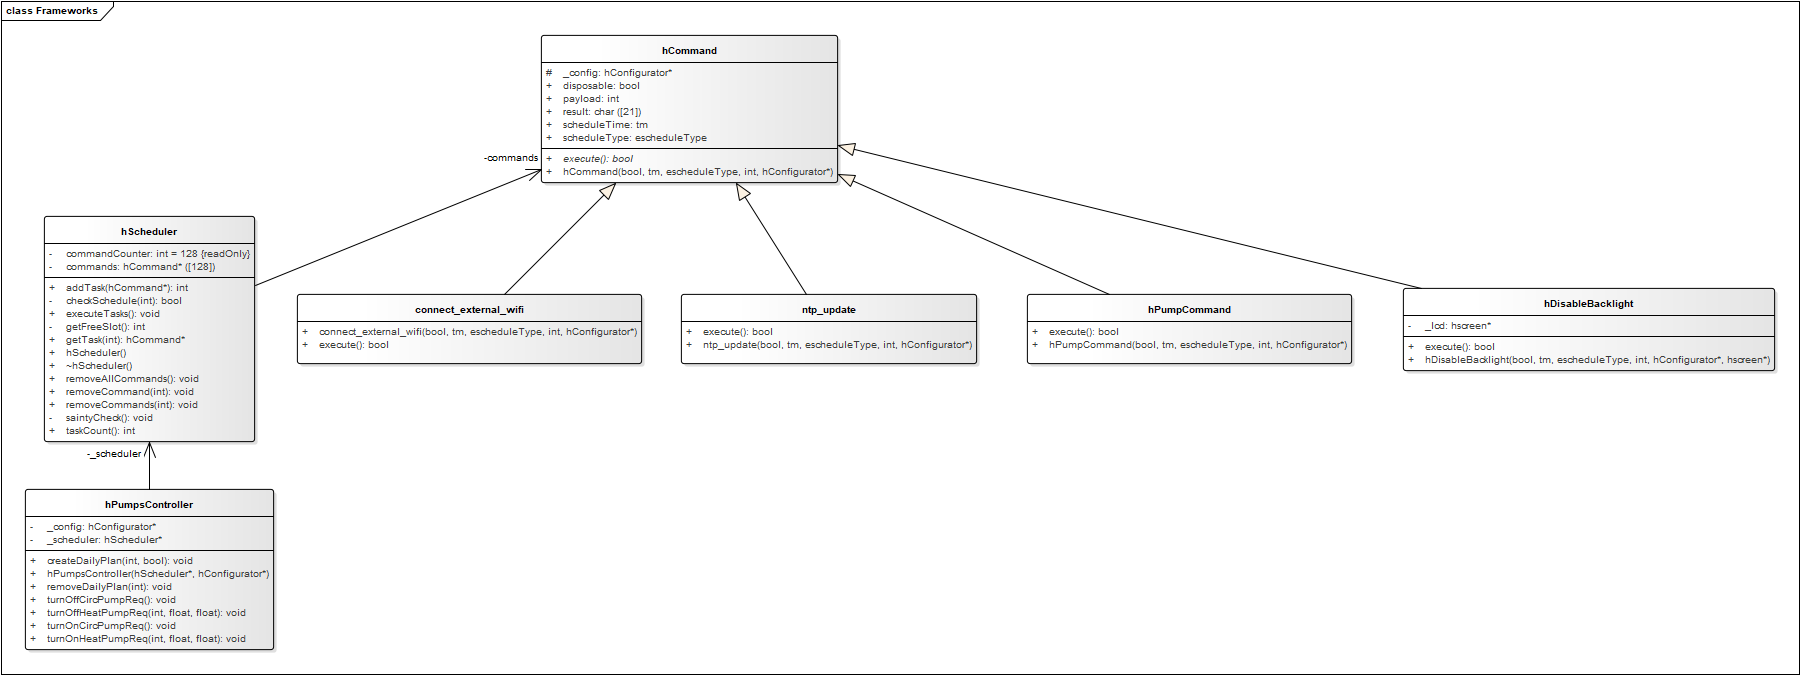 class Frameworks
hCommand
# _config: hConfigurator*
+ disposable: bool
+ payload: int
+ result: char ([21])
+ scheduleTime: tm
+ scheduleType: escheduleType
+ execute(): bool
+ hCommand(bool, tm, escheduleType, int, hConfigurator*)
-commands
hScheduler
- commandCounter: int = 128 {readOnly}
- commands: hCommand* ([128])
+ addTask(hCommand*): int
- checkSchedule(int): bool
+ executeTasks(): void
- getFreeSlot(): int
+ getTask(int): hCommand*
+ hScheduler()
+ ~hScheduler()
+ removeAllCommands(): void
+ removeCommand(int): void
+ removeCommands(int): void
- saintyCheck(): void
+ taskCount(): int
connect_external_wifi
+ connect_external_wifi(bool, tm, escheduleType, int, hConfigurator*)
+ execute(): bool
ntp_update
+ execute(): bool
+ ntp_update(bool, tm, escheduleType, int, hConfigurator*)
hPumpCommand
+ execute(): bool
+ hPumpCommand(bool, tm, escheduleType, int, hConfigurator*)
hDisableBacklight
- _lcd: hscreen*
+ execute(): bool
+ hDisableBacklight(bool, tm, escheduleType, int, hConfigurator*, hscreen*)
-_scheduler
hPumpsController
- _config: hConfigurator*
- _scheduler: hScheduler*
+ createDailyPlan(int, bool): void
+ hPumpsController(hScheduler*, hConfigurator*)
+ removeDailyPlan(int): void
+ turnOffCircPumpReq(): void
+ turnOffHeatPumpReq(int, float, float): void
+ turnOnCircPumpReq(): void
+ turnOnHeatPumpReq(int, float, float): void